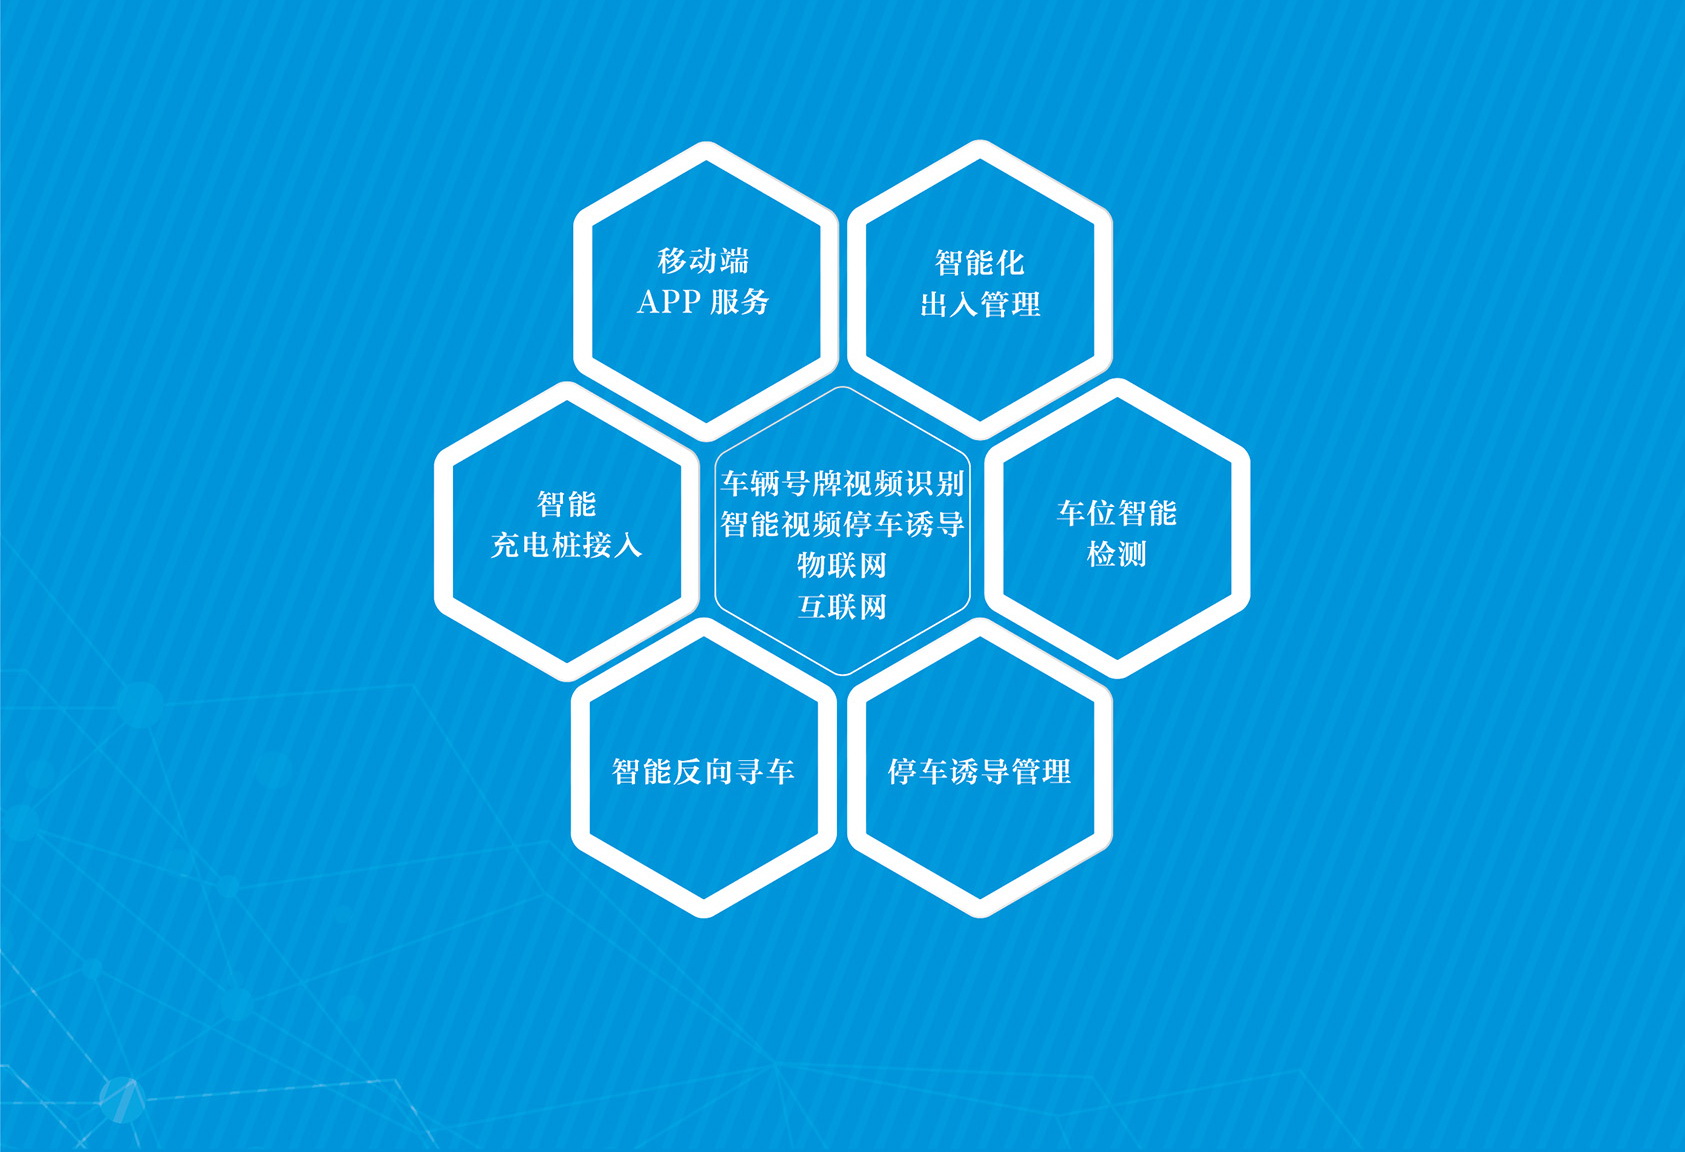 移动端
APP 服务
智能化
出入管理
智能
充电桩接入
车辆号牌视频识别
智能视频停车诱导
物联网
互联网
车位智能
检测
智能反向寻车
停车诱导管理